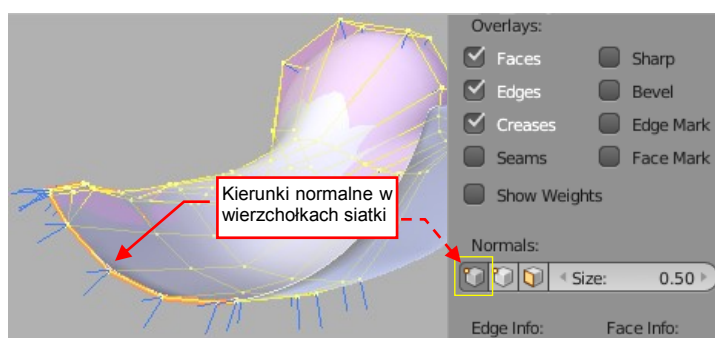 Overlays:
Faces
Sharp
Edges
Bevel
Creases
Edge Mark
Seams
Face Mark
Show Weights
Kierunki normalne w
wierzchołkach siatki
Normals:
Size: 0.50
Edge Info: Face Info: